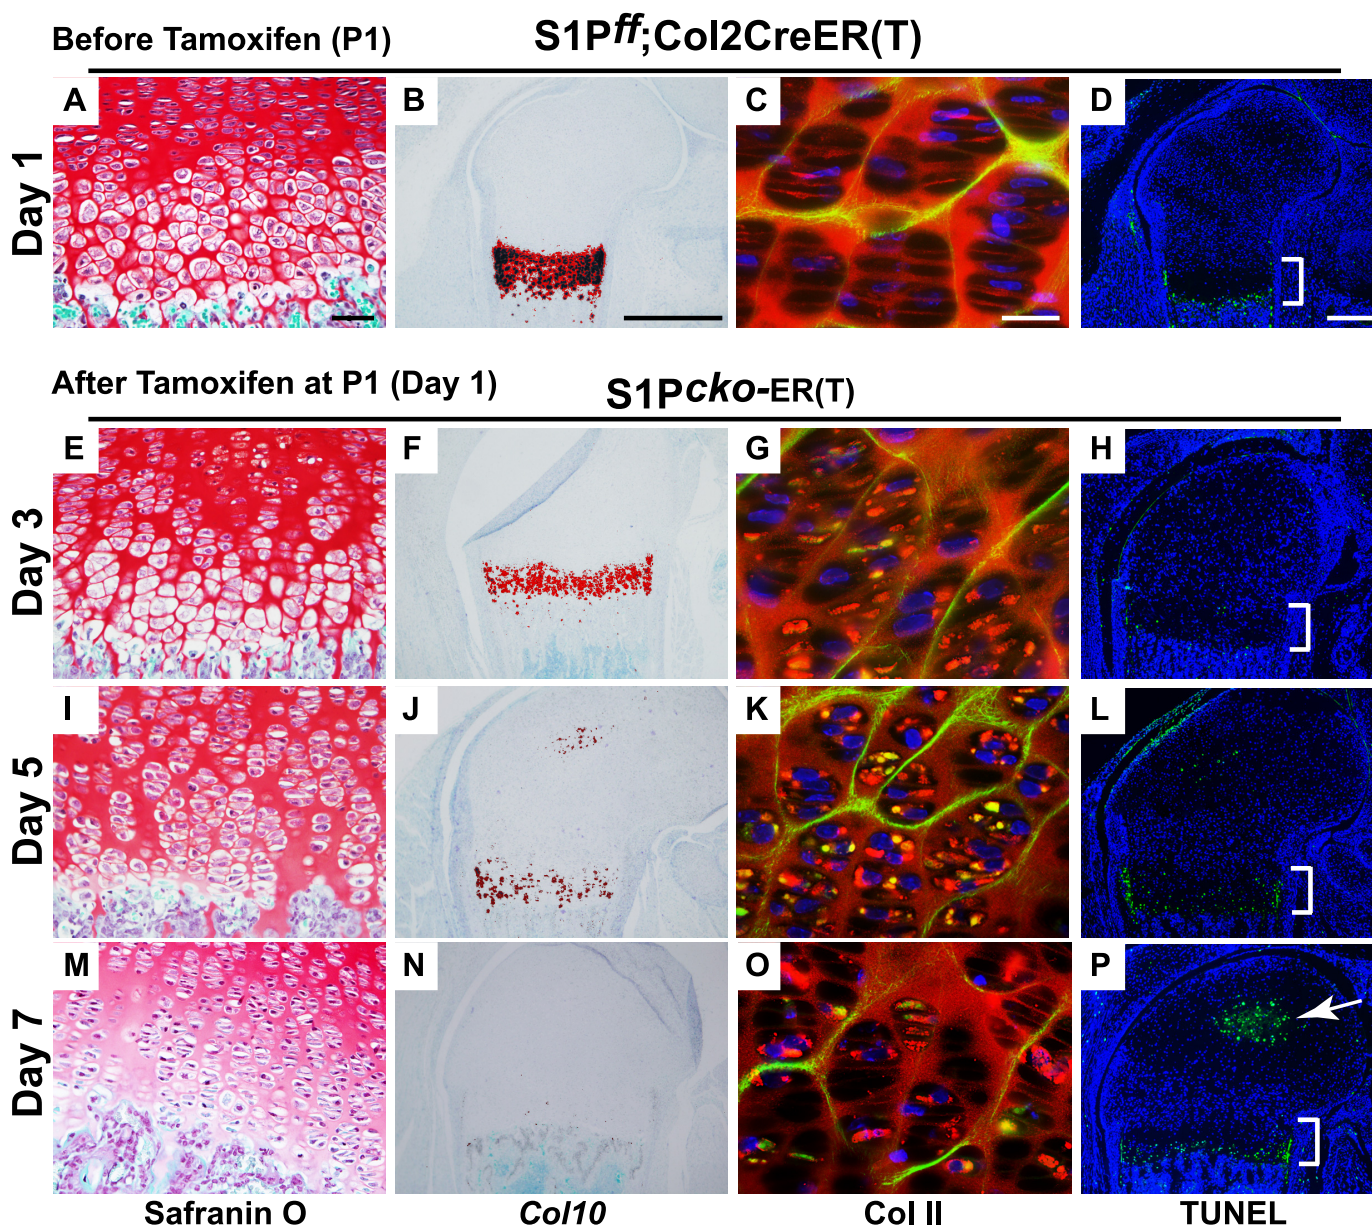 Before Tamoxifen (P1)
S1Pff;Col2CreER(T)
A
B
C
D
Day 1
After Tamoxifen at P1 (Day 1)
S1Pcko-ER(T)
E
F
G
H
Day 3
I
J
K
L
Day 5
M
N
O
P
Day 7
Safranin O
Col10
Col II
TUNEL